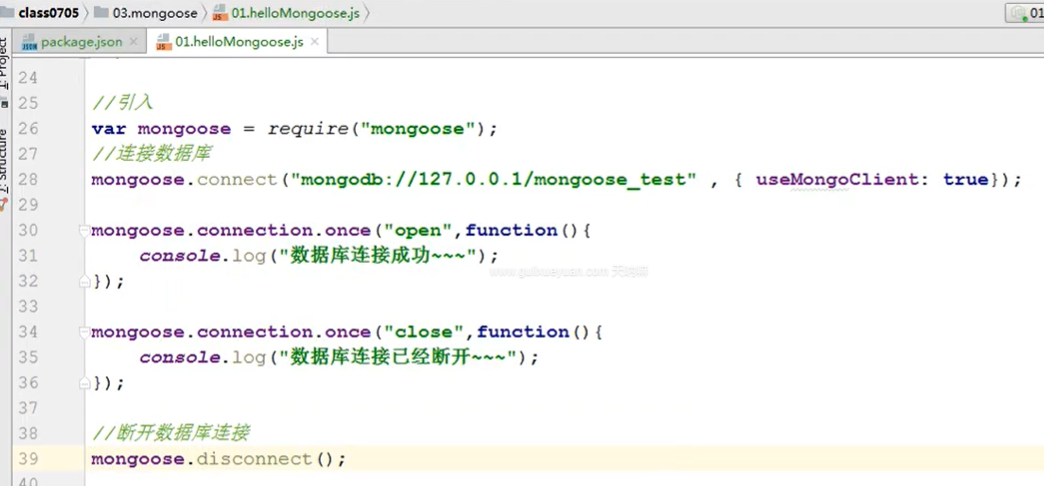 class0705 03.mongoose 01.helloMongoose.js 01
package.json 01.helloMongoose.js
1: Project
7: Structure
24
25 //引入
26 var mongoose = require("mongoose");
27 //连接数据库
28 mongoose.connect("mongodb://127.0.0.1/mongoose_test" , { useMongoClient: true});
29
30 mongoose.connection.once("open",function(){
31 console.log("数据库连接成功~~~");
32 });
33
34 mongoose.connection.once("close",function(){
35 console.log("数据库连接已经断开~~~");
36 });
37
38 //断开数据库连接
39 mongoose.disconnect();
40